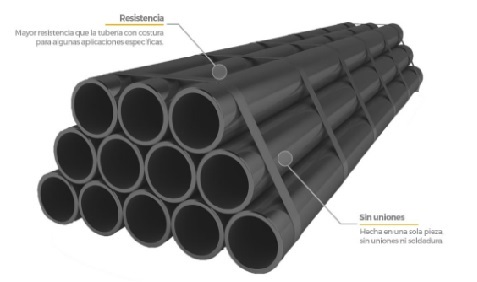 Resistencia
Mayor resistencia que la tubería con costura
para algunas aplicaciones específicas.
Sin uniones
Hecha en una sola pieza
sin uniones ni soldadura.